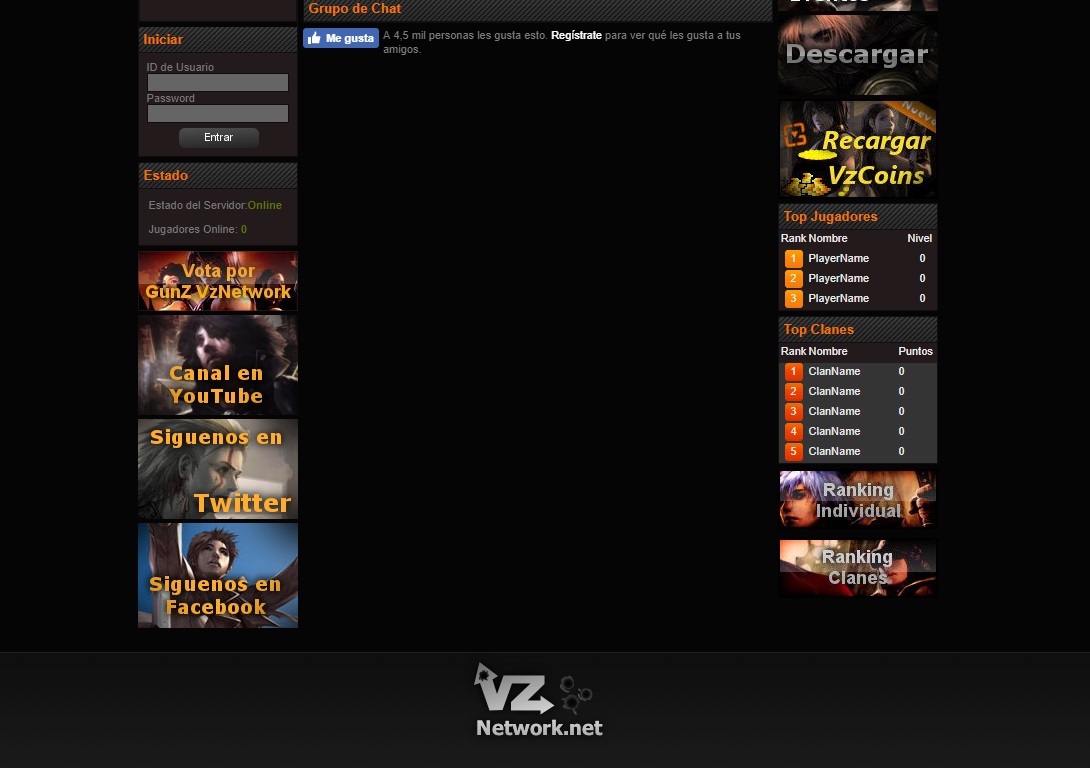 Iniciar
ID de Usuario
Password
Entrar
Estado
Estado del Servidor:Online
Jugadores Online: 0
Vota por
GunZ VzNetwork
Canal en
YouTube
Siguenos en
Twitter
Siguenos en
Facebook
Grupo de Chat
Me gusta
A 4,5 mil personas les gusta esto. Regístrate para ver qué les gusta a tus
amigos.
Descargar
Nuevo
Recargar
VzCoins
Top Jugadores
Rank Nombre Nivel
1 PlayerName 0
2 PlayerName 0
3 PlayerName 0
Top Clanes
Rank Nombre Puntos
1 ClanName 0
2 ClanName 0
3 ClanName 0
4 ClanName 0
5 ClanName 0
Ranking
Individual
Ranking
Clanes
VZ
Network.net